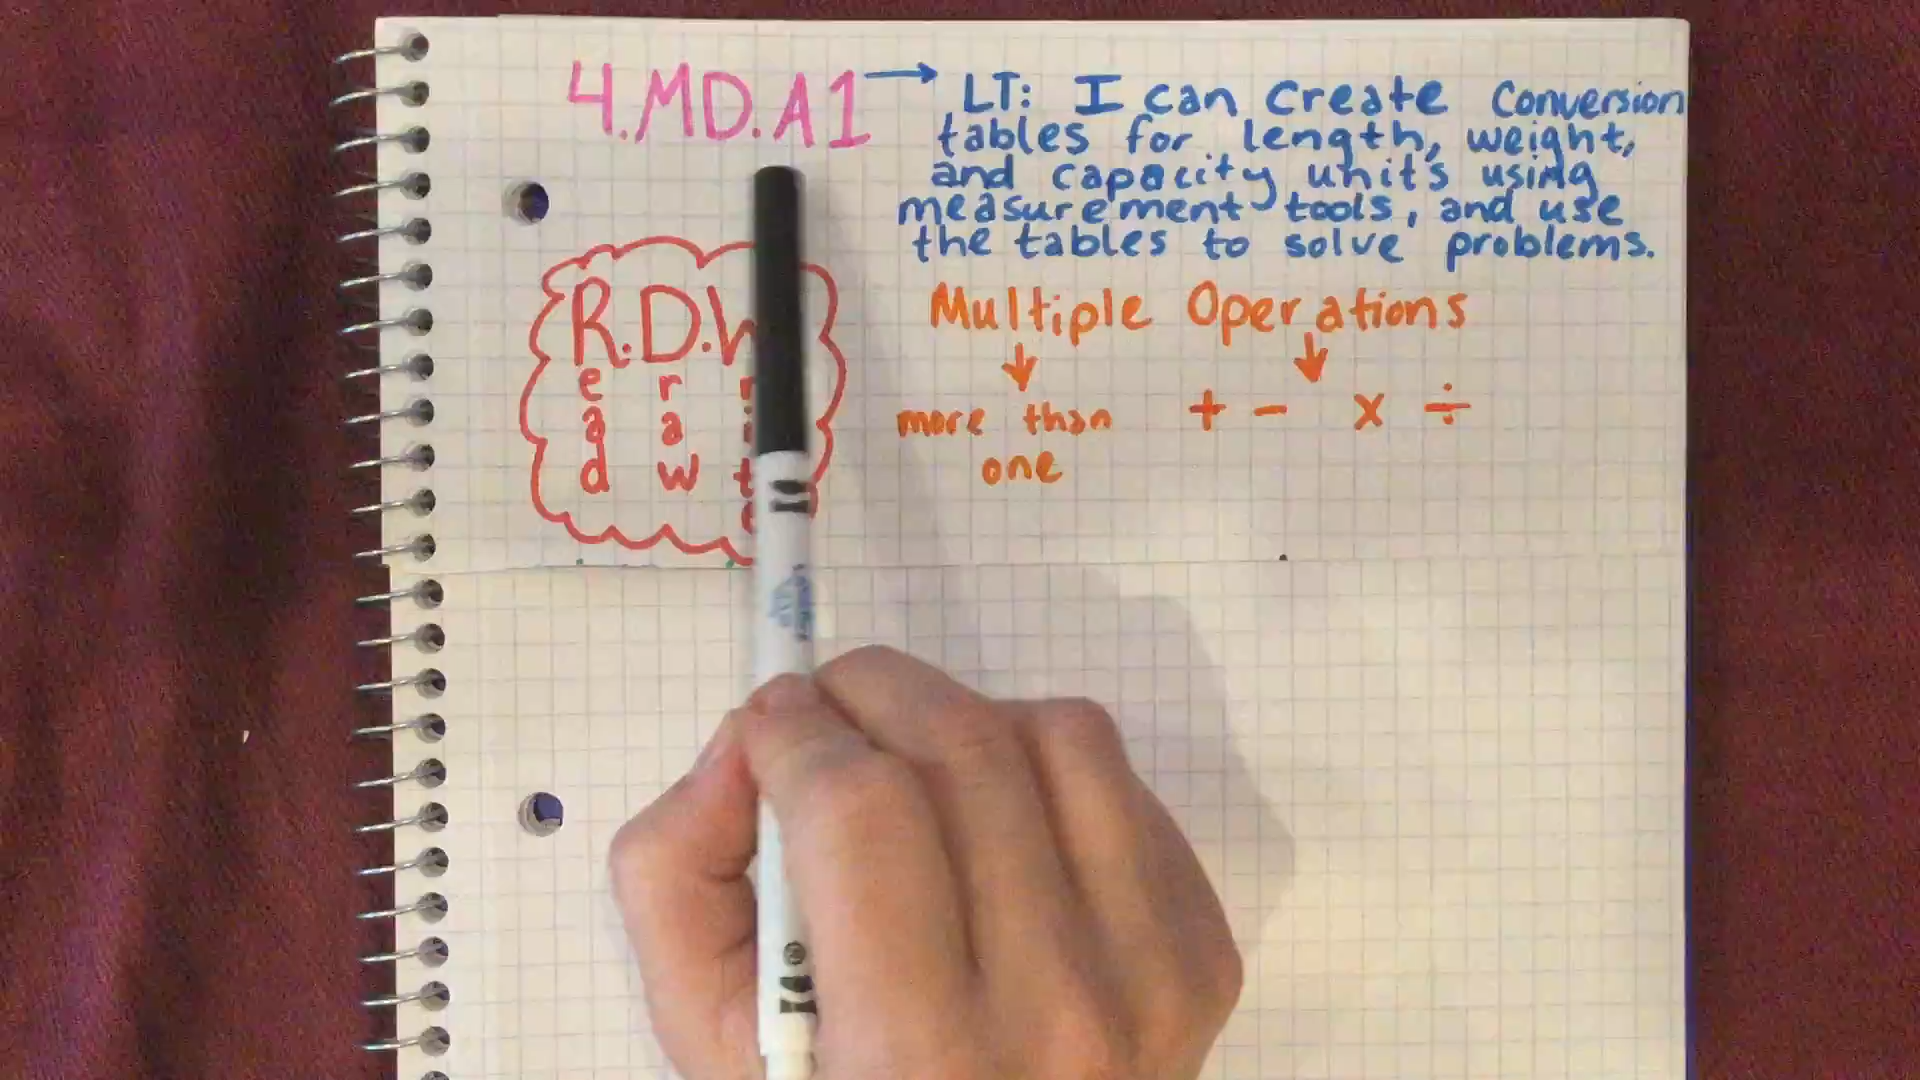 4.MD.A1 →
LT: I can create conversion
tables for length, weight,
and capacity units using
measurement tools, and use
the tables to solve problems.
R.D.W
e r r
a a i
d w t
e
Multiple Operations
↓ ↓
more than
one
+ - x ÷